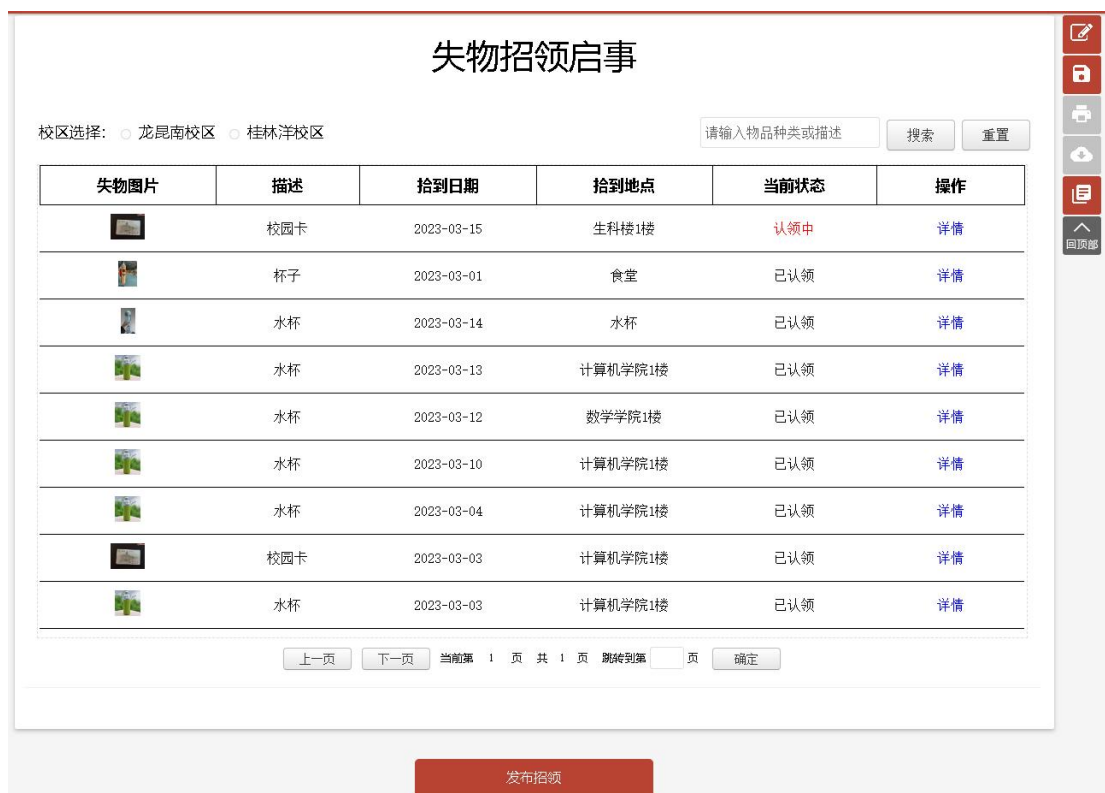 失物招领启事
校区选择： 龙昆南校区 桂林洋校区 请输入物品种类或描述 搜索 重置
失物图片 描述 拾到日期 拾到地点 当前状态 操作
校园卡 2023-03-15 生科楼1楼 认领中 详情
杯子 2023-03-01 食堂 已认领 详情
水杯 2023-03-14 水杯 已认领 详情
水杯 2023-03-13 计算机学院1楼 已认领 详情
水杯 2023-03-12 数学学院1楼 已认领 详情
水杯 2023-03-10 计算机学院1楼 已认领 详情
水杯 2023-03-04 计算机学院1楼 已认领 详情
校园卡 2023-03-03 计算机学院1楼 已认领 详情
水杯 2023-03-03 计算机学院1楼 已认领 详情
上一页 下一页 当前第 1 页 共 1 页 跳转到第 页 确定
发布招领
回顶部